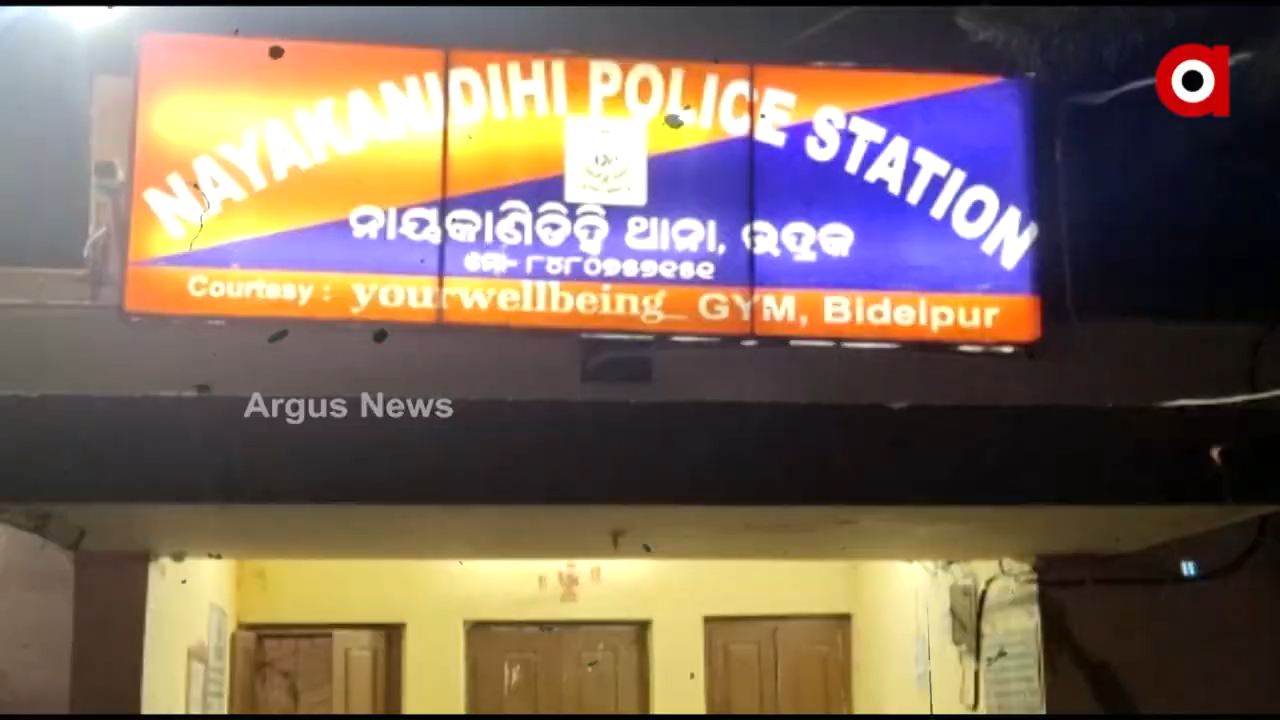 NAYAKANIDIHI POLICE STATION
ନାୟକାଣିଡିହି ଥାନା, ଭଦ୍ରକ
ମୋ-
Courtesy : yourwellbeing_ GYM, Bidelpur
Argus News